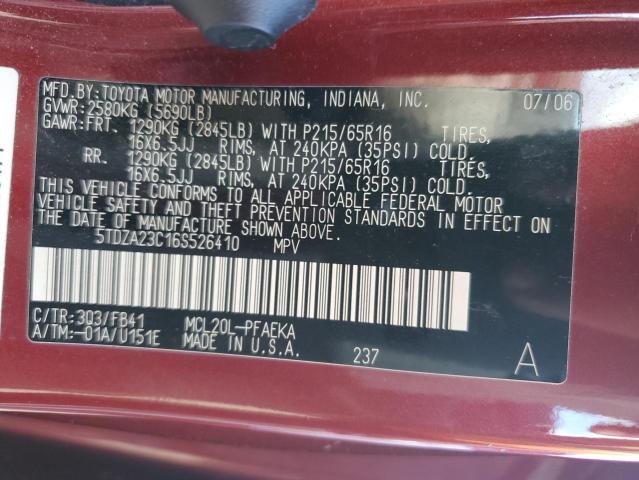 MFD.BY:TOYOTA MOTOR MANUFACTURING, INDIANA, INC. 07/06
GVWR:2580KG (5690LB)
GAWR:FRT. 1290KG (2845LB) WITH P215/65R16 TIRES,
16X6.5JJ RIMS, AT 240KPA (35PSI) COLD.
RR. 1290KG (2845LB) WITH P215/65R16 TIRES,
16X6.5JJ RIMS, AT 240KPA (35PSI) COLD.
THIS VEHICLE CONFORMS TO ALL APPLICABLE FEDERAL MOTOR
VEHICLE SAFETY AND THEFT PREVENTION STANDARDS IN EFFECT ON
THE DATE OF MANUFACTURE SHOWN ABOVE.
5TDZA23C16S526410 MPV
C/TR:3Q3/FB41 MCL20L-PFAEKA
A/TM:-01A/U151E MADE IN U.S.A. 237 A